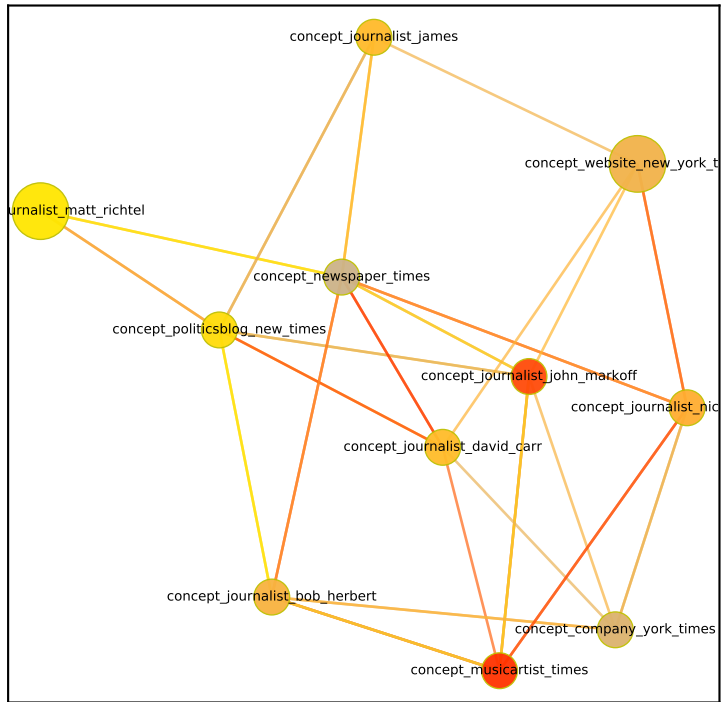 concept_journalist_james
concept_website_new_york_t
urnalist_matt_richtel
concept_newspaper_times
concept_politicsblog_new_times
concept_journalist_john_markoff
concept_journalist_nic
concept_journalist_david_carr
concept_journalist_bob_herbert
concept_company_york_times
concept_musicartist_times